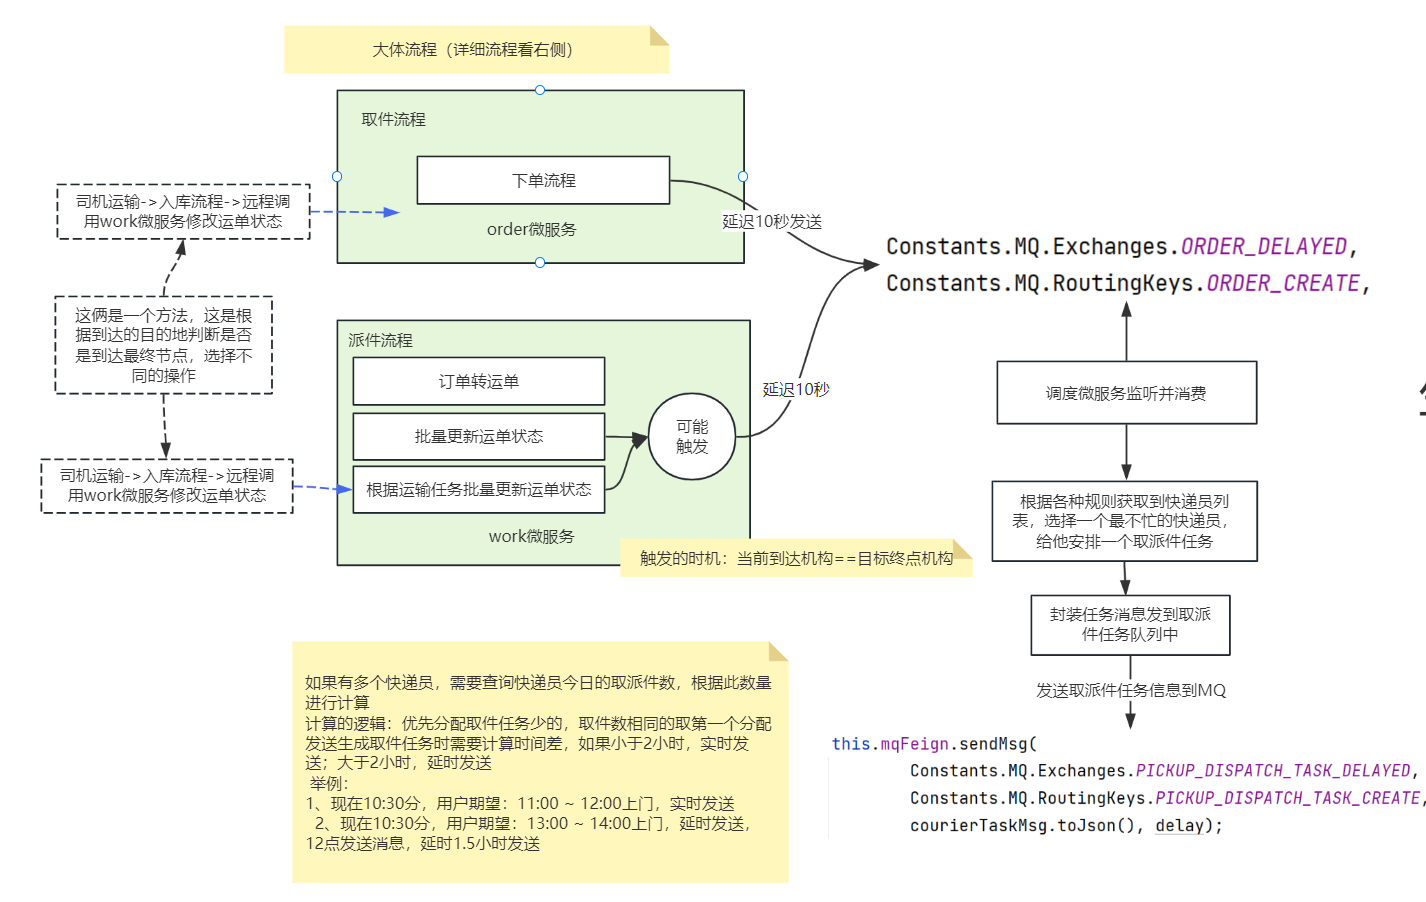 大体流程（详细流程看右侧）
取件流程
下单流程
order微服务
司机运输->入库流程->远程调
用work微服务修改运单状态
这俩是一个方法，这是根
据到达的目的地判断是否
是到达最终节点，选择不
同的操作
司机运输->入库流程->远程调
用work微服务修改运单状态
派件流程
订单转运单
批量更新运单状态
根据运输任务批量更新运单状态
work微服务
可能
触发
触发的时机：当前到达机构==目标终点机构
延迟10秒发送
延迟10秒
Constants.MQ.Exchanges.ORDER_DELAYED,
Constants.MQ.RoutingKeys.ORDER_CREATE,
调度微服务监听并消费
根据各种规则获取到快递员列
表，选择一个最不忙的快递员，
给他安排一个取派件任务
封装任务消息发到取派
件任务队列中
发送取派件任务信息到MQ
this.mqFeign.sendMsg(
Constants.MQ.Exchanges.PICKUP_DISPATCH_TASK_DELAYED,
Constants.MQ.RoutingKeys.PICKUP_DISPATCH_TASK_CREATE,
courierTaskMsg.toJson(), delay);
如果有多个快递员，需要查询快递员今日的取派件数，根据此数量
进行计算
计算的逻辑：优先分配取件任务少的，取件数相同的取第一个分配
发送生成取件任务时需要计算时间差，如果小于2小时，实时发
送；大于2小时，延时发送
举例：
1、现在10:30分，用户期望：11:00 ~ 12:00上门，实时发送
2、现在10:30分，用户期望：13:00 ~ 14:00上门，延时发送，
12点发送消息，延时1.5小时发送